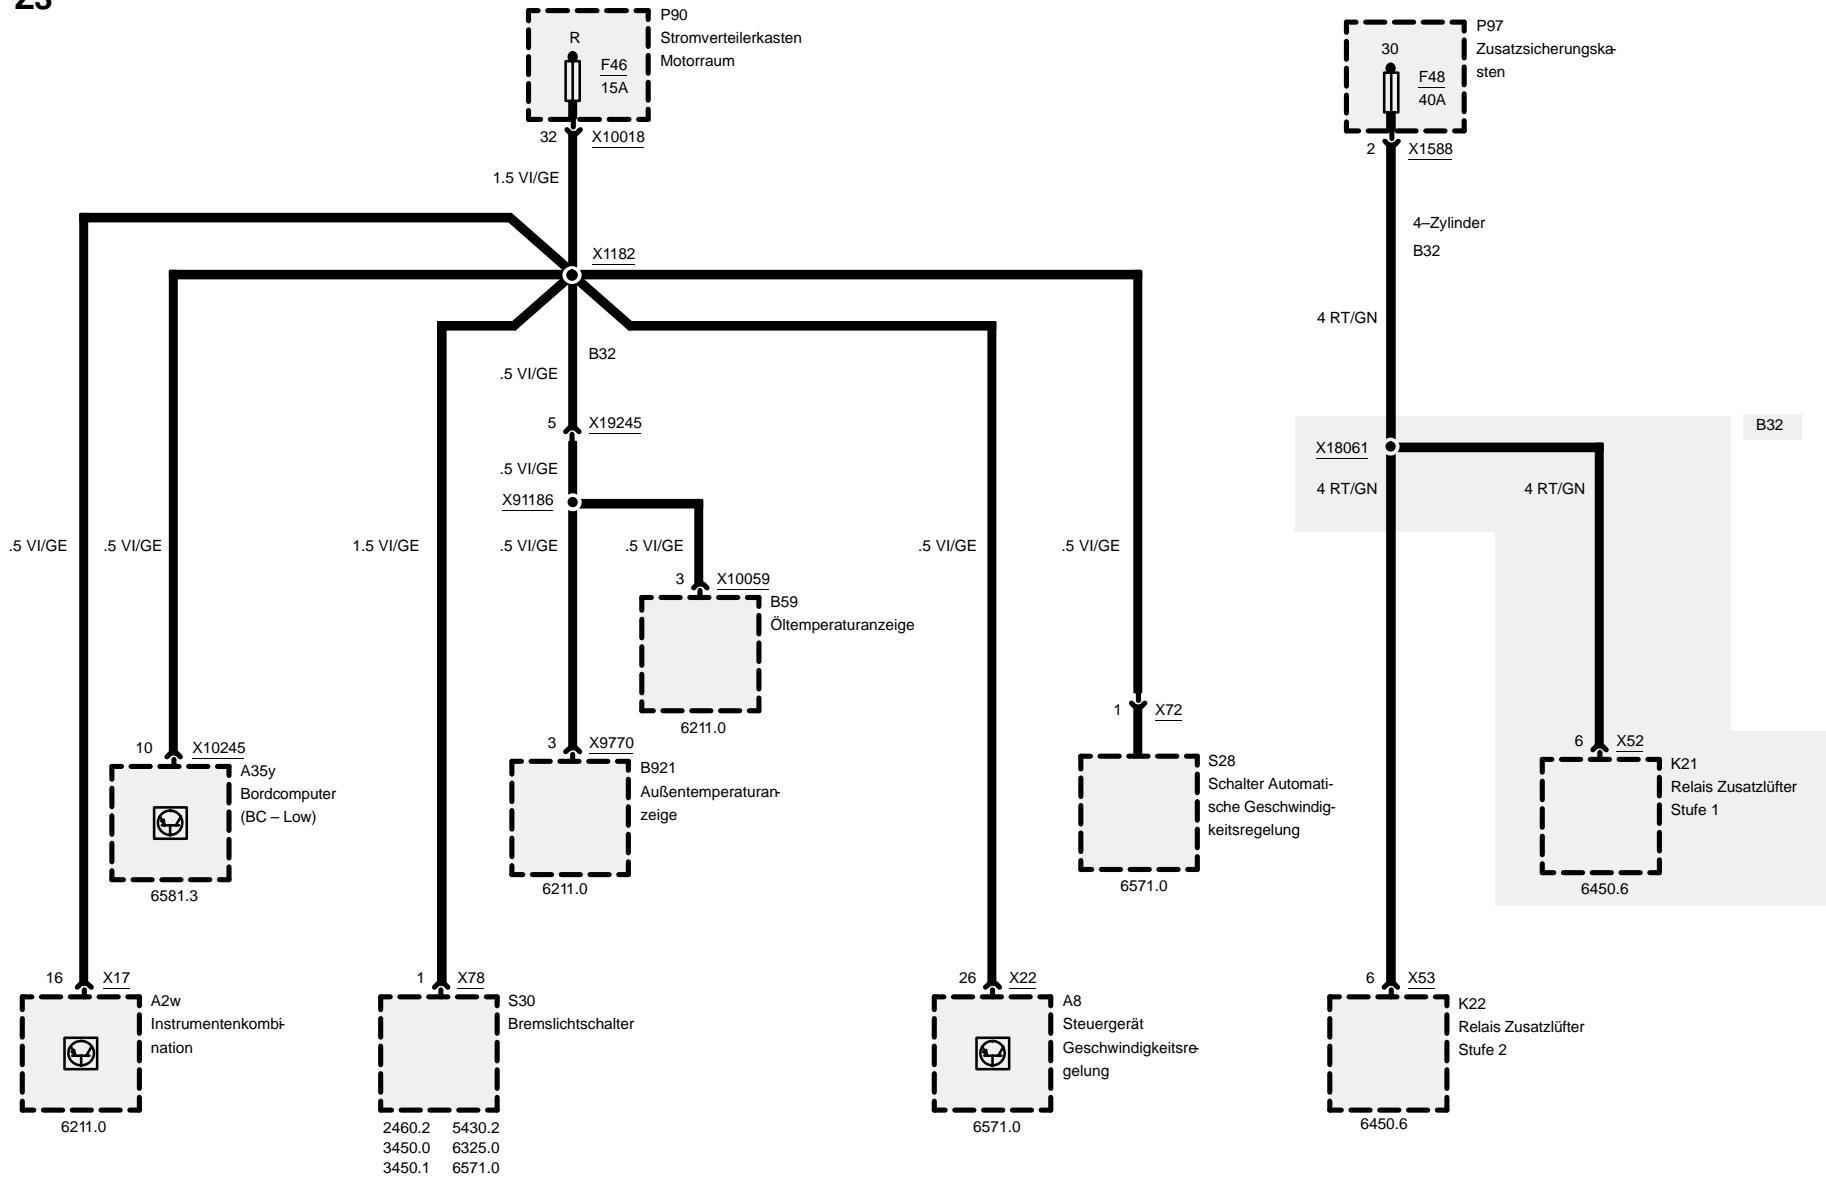 Z3
P90
Stromverteilerkasten
Motorraum
R
F46
15A
32 X10018
1.5 VI/GE
X1182
B32
.5 VI/GE
5 X19245
.5 VI/GE
X91186
.5 VI/GE
.5 VI/GE
1.5 VI/GE
.5 VI/GE
.5 VI/GE
.5 VI/GE
.5 VI/GE
3 X10059
B59
Öltemperaturanzeige
6211.0
10 X10245
A35y
Bordcomputer
(BC – Low)
6581.3
3 X9770
B921
Außentemperaturan-
zeige
6211.0
1 X72
S28
Schalter Automati-
sche Geschwindig-
keitsregelung
6571.0
16 X17
A2w
Instrumentenkombi-
nation
6211.0
1 X78
S30
Bremslichtschalter
2460.2 5430.2
3450.0 6325.0
3450.1 6571.0
26 X22
A8
Steuergerät
Geschwindigkeitsre-
gelung
6571.0
P97
Zusatzsicherungska-
sten
30
F48
40A
2 X1588
4–Zylinder
B32
4 RT/GN
B32
X18061
4 RT/GN
4 RT/GN
6 X52
K21
Relais Zusatzlüfter
Stufe 1
6450.6
6 X53
K22
Relais Zusatzlüfter
Stufe 2
6450.6